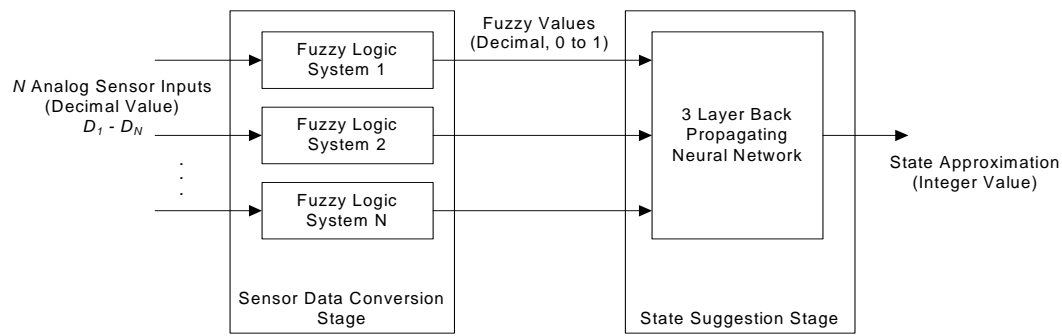 N Analog Sensor Inputs
(Decimal Value)
D1 - DN
.
.
.
Fuzzy Logic
System 1
Fuzzy Logic
System 2
Fuzzy Logic
System N
Sensor Data Conversion
Stage
Fuzzy Values
(Decimal, 0 to 1)
3 Layer Back
Propagating
Neural Network
State Suggestion Stage
State Approximation
(Integer Value)